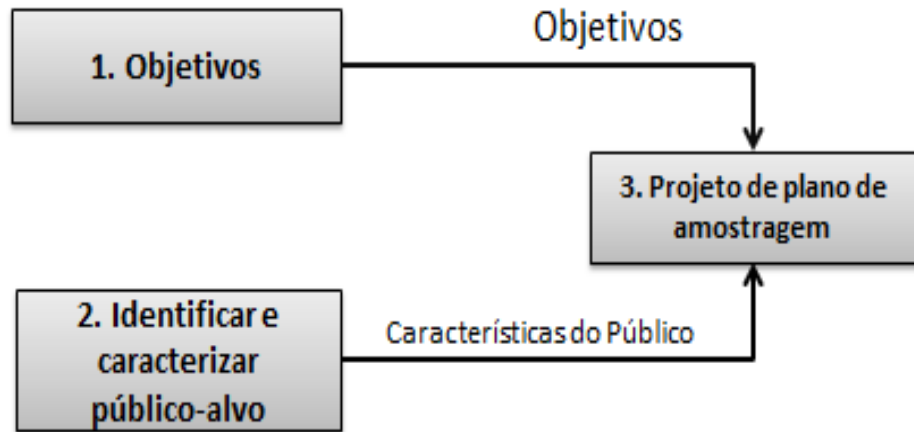 Objetivos
1. Objetivos
3. Projeto de plano de
amostragem
2. Identificar e
caracterizar
público-alvo
Características do Público